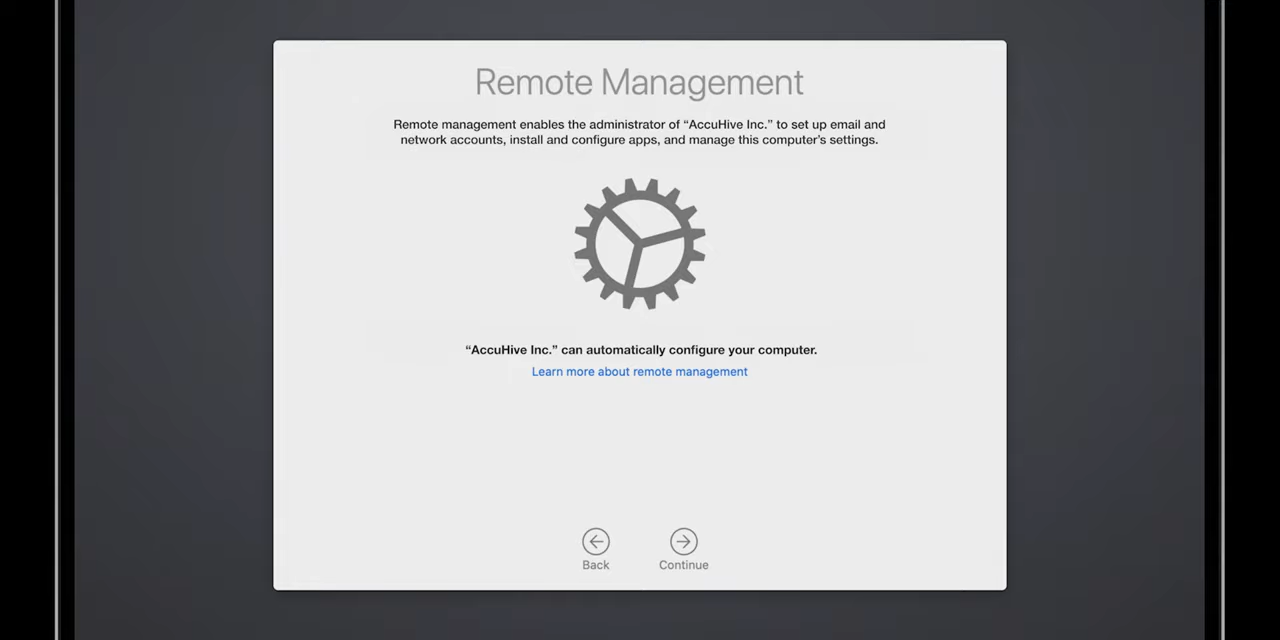 Remote Management
Remote management enables the administrator of “AccuHive Inc.” to set up email and
network accounts, install and configure apps, and manage this computer’s settings.
“AccuHive Inc.” can automatically configure your computer.
Learn more about remote management
Back
Continue